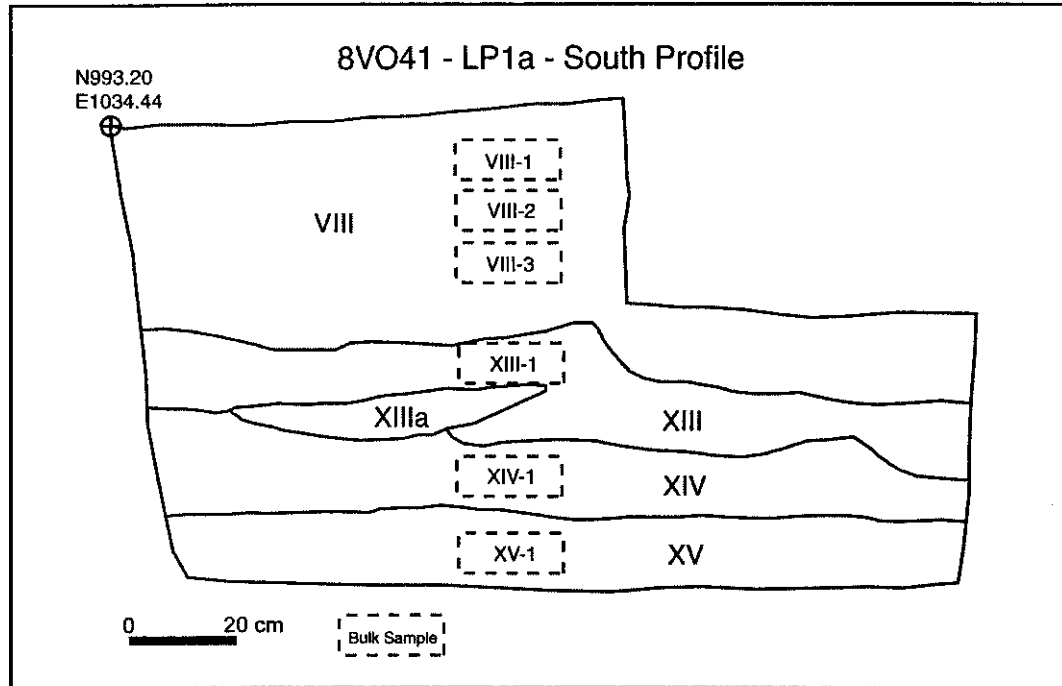 8VO41 - LP1a - South Profile
N993.20
E1034.44
VIII-1
VIII
VIII-2
VIII-3
XIII-1
XIIIa
XIII
XIV-1
XIV
XV-1
XV
0 20 cm
Bulk Sample